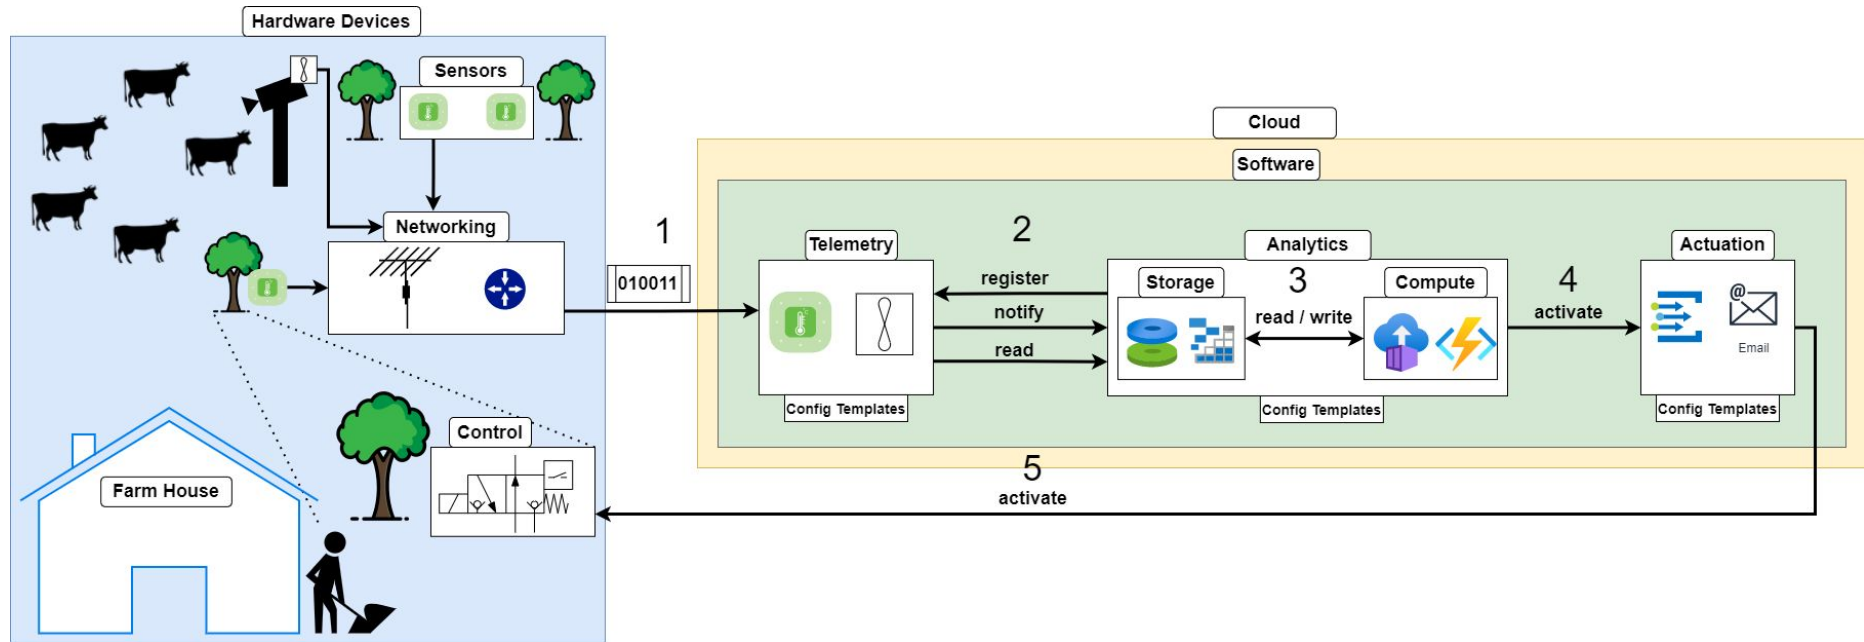 Hardware Devices
Sensors
Networking
1
010011
Cloud
Software
Telemetry
2
register
notify
read
Config Templates
Analytics
Storage
3
read / write
Compute
Config Templates
4
activate
Actuation
@
Email
Config Templates
5
activate
Control
Farm House